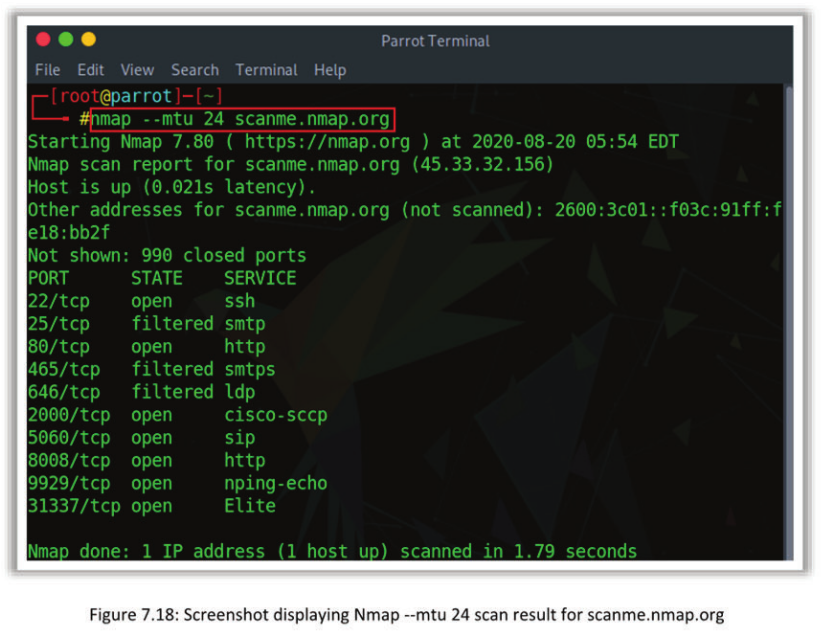 Parrot Terminal
File Edit View Search Terminal Help
[root@parrot]-[~]
#nmap --mtu 24 scanme.nmap.org
Starting Nmap 7.80 ( https://nmap.org ) at 2020-08-20 05:54 EDT
Nmap scan report for scanme.nmap.org (45.33.32.156)
Host is up (0.021s latency).
Other addresses for scanme.nmap.org (not scanned): 2600:3c01::f03c:91ff:f
e18:bb2f
Not shown: 990 closed ports
PORT STATE SERVICE
22/tcp open ssh
25/tcp filtered smtp
80/tcp open http
465/tcp filtered smtps
646/tcp filtered ldp
2000/tcp open cisco-sccp
5060/tcp open sip
8008/tcp open http
9929/tcp open nping-echo
31337/tcp open Elite
Nmap done: 1 IP address (1 host up) scanned in 1.79 seconds
Figure 7.18: Screenshot displaying Nmap --mtu 24 scan result for scanme.nmap.org